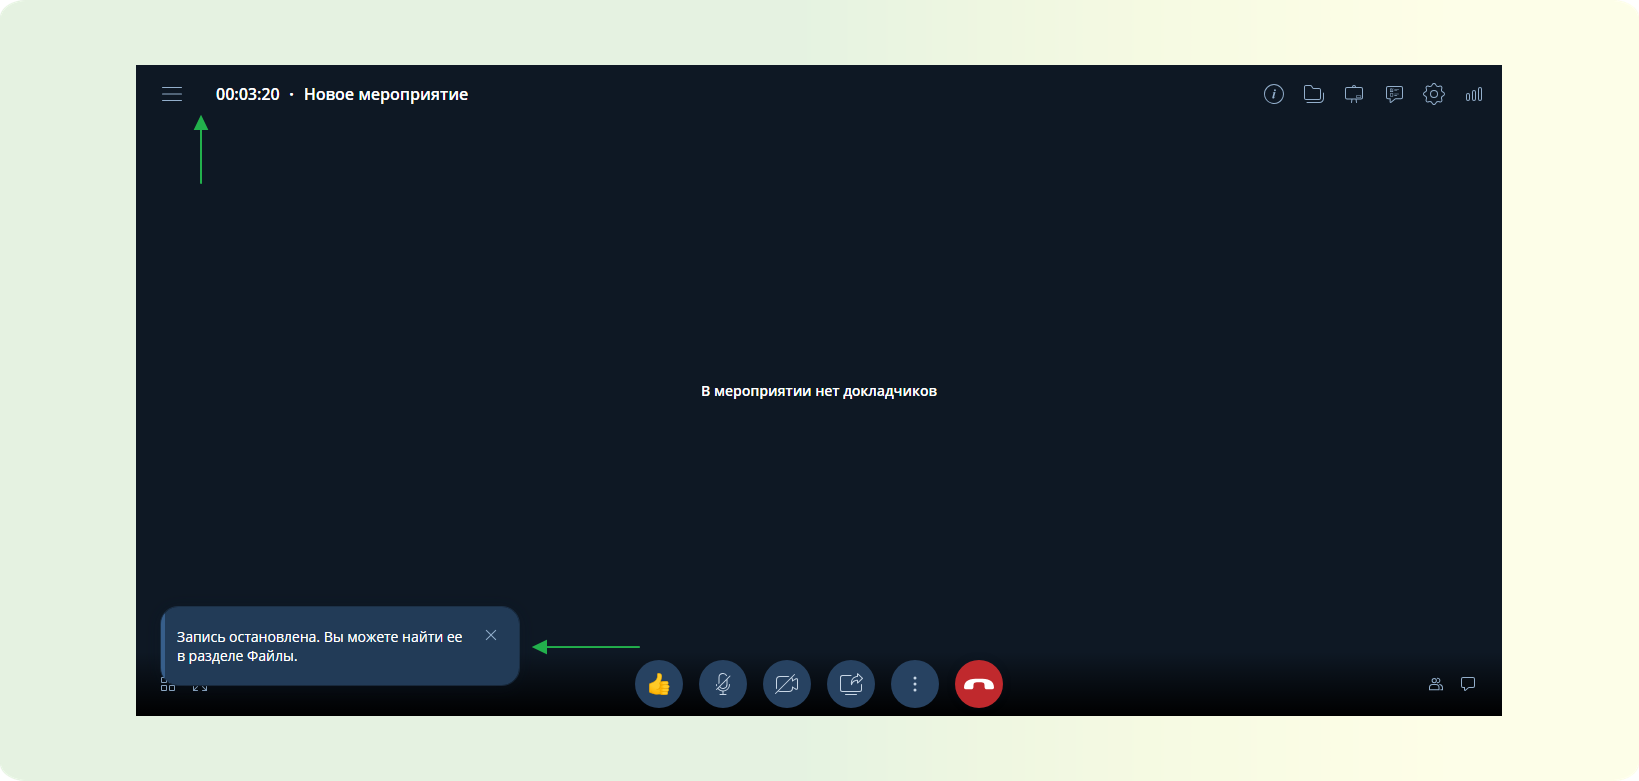 00:03:20 · Новое мероприятие
В мероприятии нет докладчиков
Запись остановлена. Вы можете найти ее
в разделе Файлы.